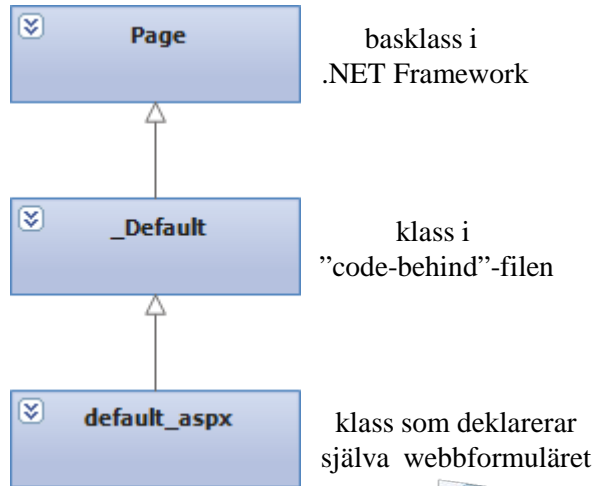 Page
basklass i
.NET Framework
_Default
klass i
”code-behind”-filen
default_aspx
klass som deklarerar
själva webbformuläret